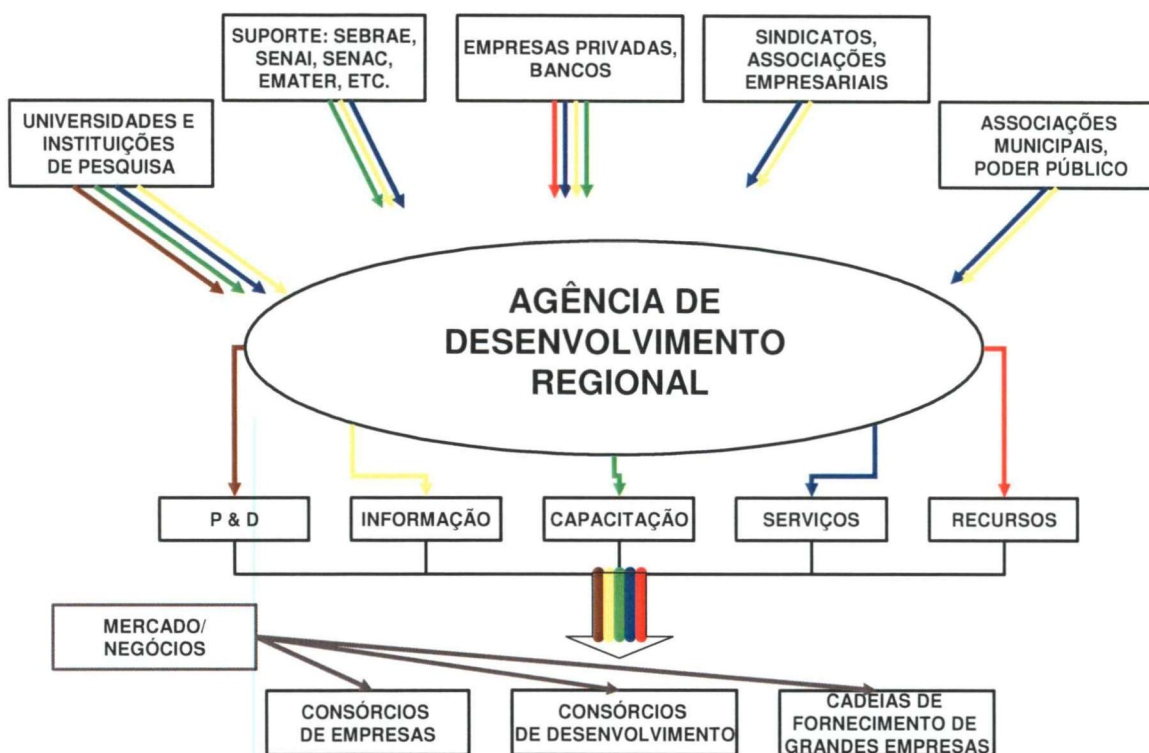 SUPORTE: SEBRAE,
SENAI, SENAC,
EMATER, ETC.
EMPRESAS PRIVADAS,
BANCOS
SINDICATOS,
ASSOCIAÇÕES
EMPRESARIAIS
UNIVERSIDADES E
INSTITUIÇÕES
DE PESQUISA
ASSOCIAÇÕES
MUNICIPAIS,
PODER PÚBLICO
AGÊNCIA DE
DESENVOLVIMENTO
REGIONAL
P & D
INFORMAÇÃO
CAPACITAÇÃO
SERVIÇOS
RECURSOS
MERCADO/
NEGÓCIOS
CONSÓRCIOS
DE EMPRESAS
CONSÓRCIOS
DE DESENVOLVIMENTO
CADEIAS DE
FORNECIMENTO DE
GRANDES EMPRESAS